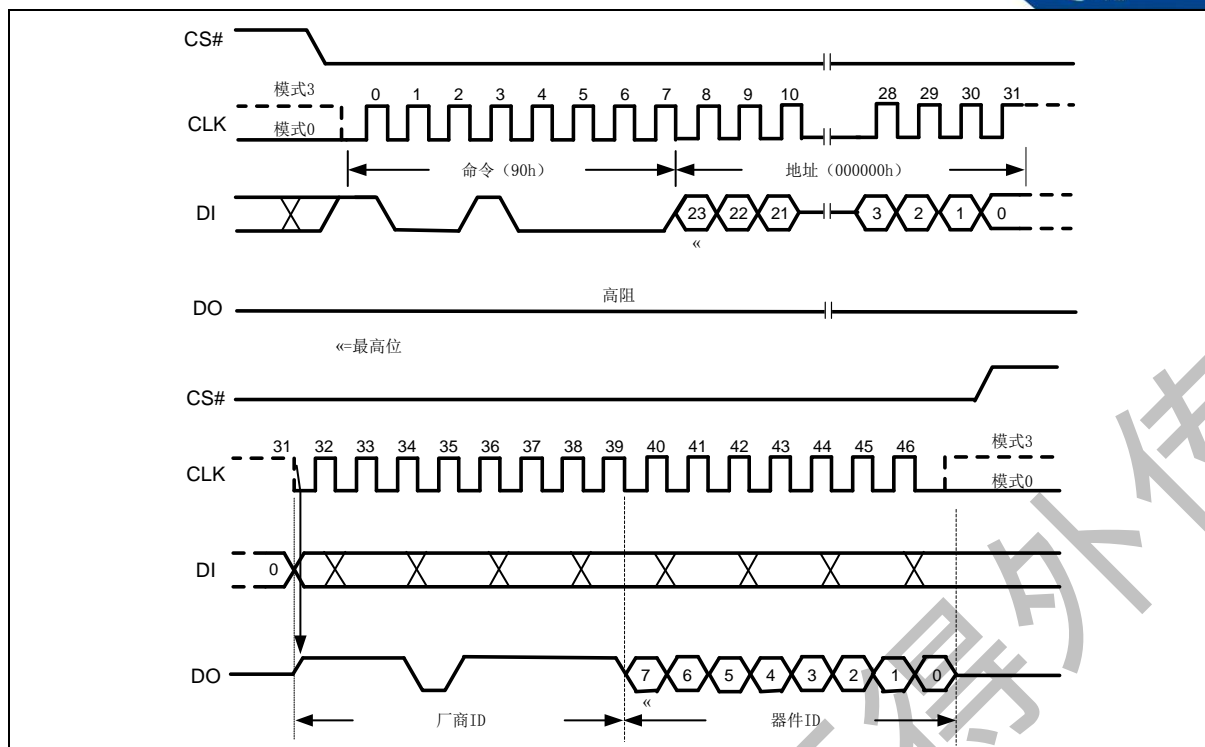 CS#
模式3
0 1 2 3 4 5 6 7 8 9 10 28 29 30 31
CLK
模式0
命令（90h）
地址（000000h）
DI
23 22 21 3 2 1 0
«
高阻
DO
«=最高位
CS#
31 32 33 34 35 36 37 38 39 40 41 42 43 44 45 46
模式3
CLK
模式0
DI
0
DO
7 6 5 4 3 2 1 0
«
厂商ID
器件ID
得外传